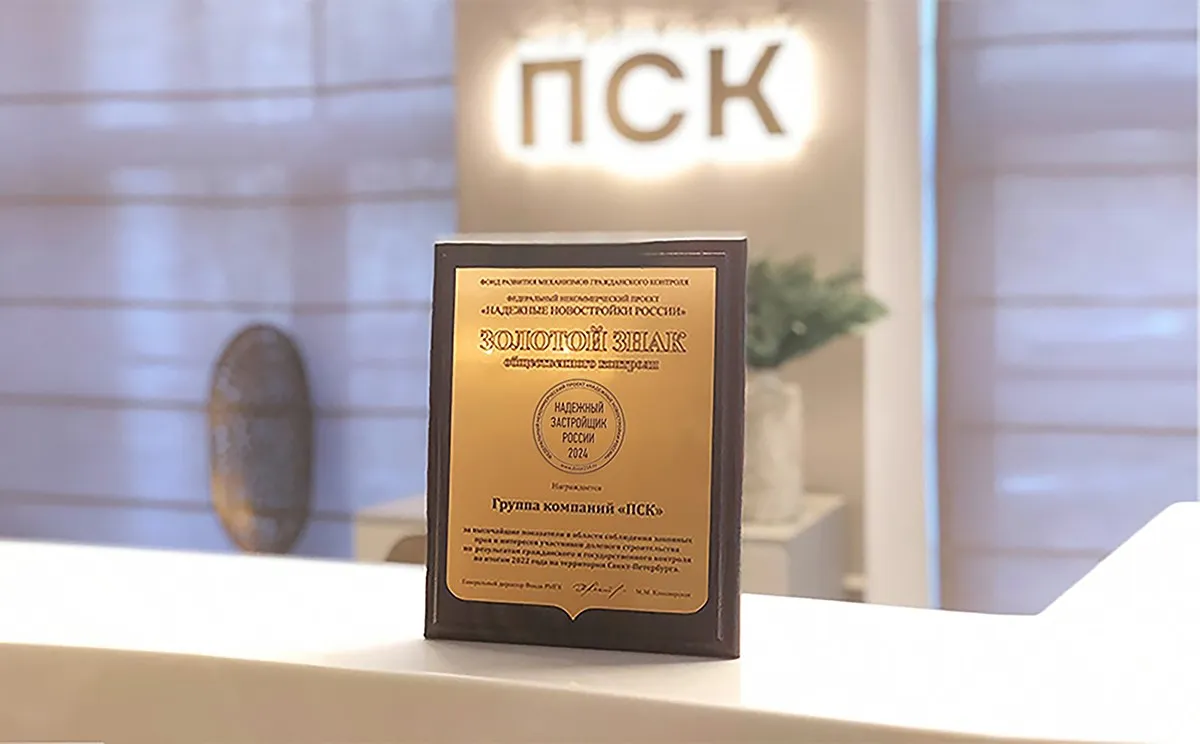 ПСК
ФОНД РАЗВИТИЯ МЕХАНИЗМОВ ГРАЖДАНСКОГО КОНТРОЛЯ
ФЕДЕРАЛЬНЫЙ НЕКОММЕРЧЕСКИЙ ПРОЕКТ
«НАДЕЖНЫЕ НОВОСТРОЙКИ РОССИИ»
ЗОЛОТОЙ ЗНАК
общественного контроля
НАДЕЖНЫЙ
ЗАСТРОЙЩИК
РОССИИ
2024
Награждается
Группа компаний «ПСК»
за высочайшие показатели в области соблюдения законных
прав и интересов участников долевого строительства
по результатам гражданского и государственного контроля
по итогам 2022 года на территории Санкт-Петербурга.
Генеральный директор Фонда РМГК